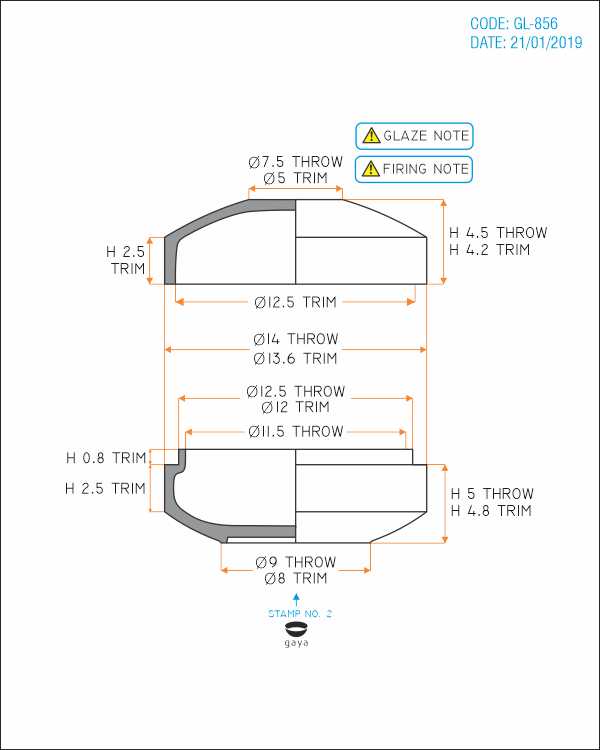 CODE: GL-856
DATE: 21/01/2019
GLAZE NOTE
FIRING NOTE
Ø7.5 THROW
Ø5 TRIM
H 2.5
TRIM
H 4.5 THROW
H 4.2 TRIM
Ø12.5 TRIM
Ø14 THROW
Ø13.6 TRIM
Ø12.5 THROW
Ø12 TRIM
Ø11.5 THROW
H 0.8 TRIM
H 2.5 TRIM
H 5 THROW
H 4.8 TRIM
Ø9 THROW
Ø8 TRIM
STAMP NO. 2
gaya